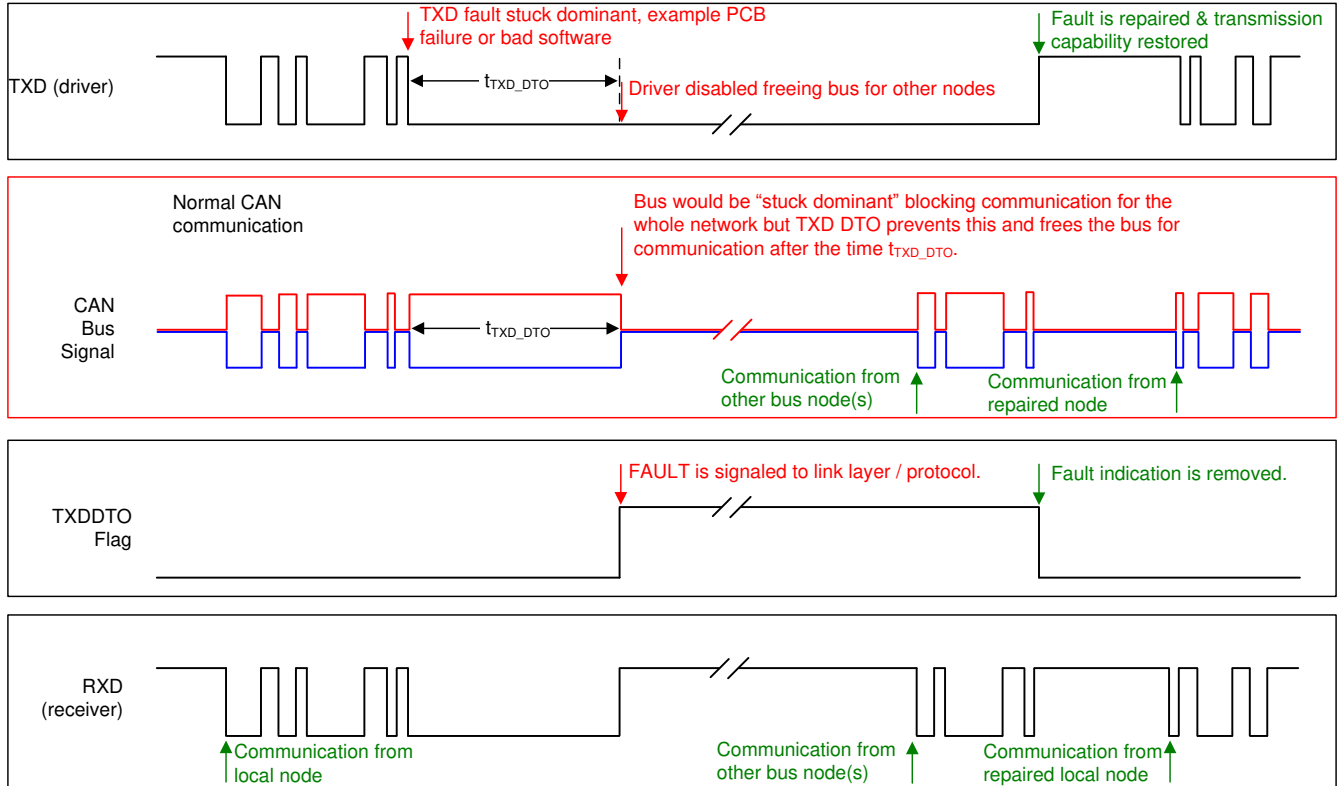 TXD fault stuck dominant, example PCB
failure or bad software
Fault is repaired & transmission
capability restored
TXD (driver)
tTXD_DTO
Driver disabled freeing bus for other nodes
Normal CAN
communication
Bus would be “stuck dominant” blocking communication for the
whole network but TXD DTO prevents this and frees the bus for
communication after the time tTXD_DTO.
CAN
Bus
Signal
tTXD_DTO
Communication from
other bus node(s)
Communication from
repaired node
FAULT is signaled to link layer / protocol.
Fault indication is removed.
TXDDTO
Flag
RXD
(receiver)
Communication from
local node
Communication from
other bus node(s)
Communication from
repaired local node